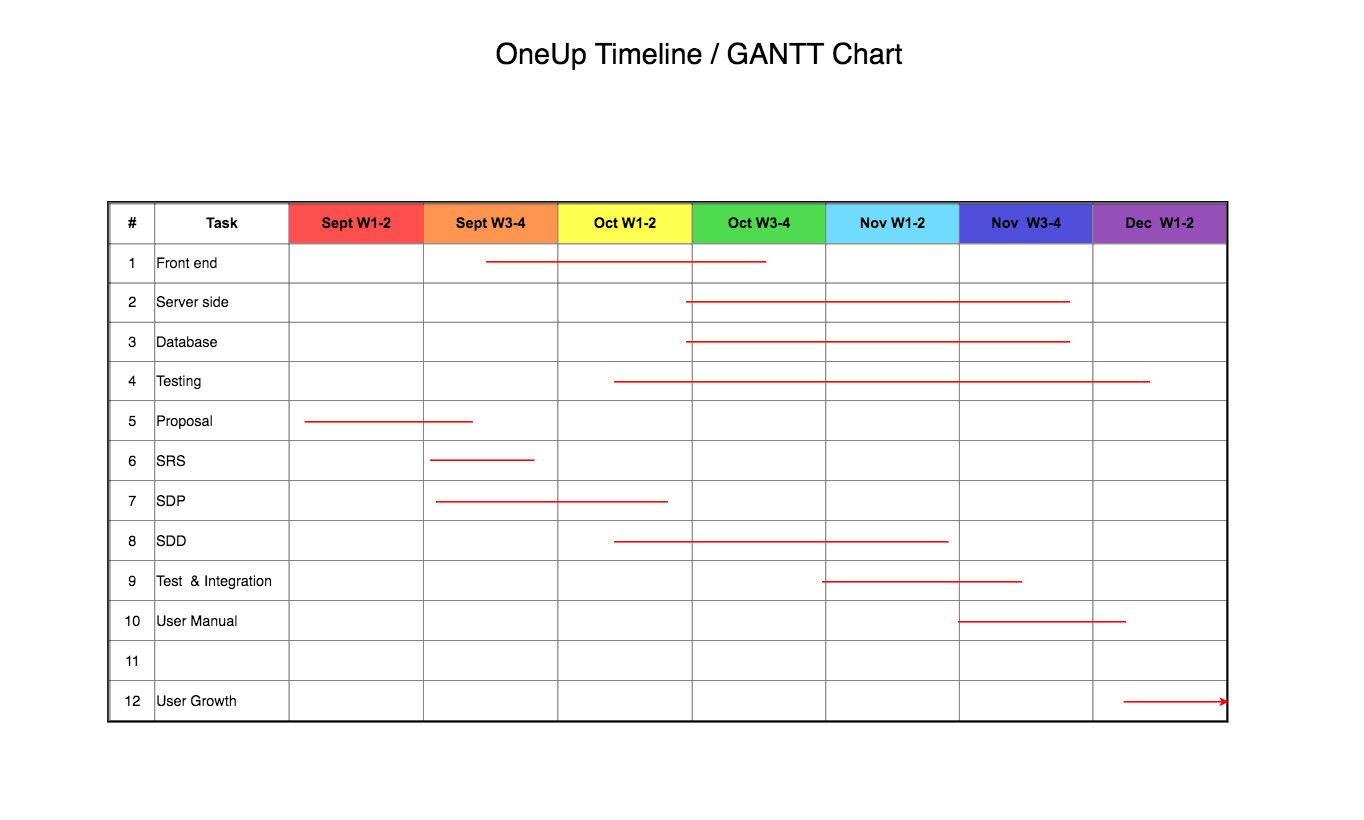 OneUp Timeline / GANTT Chart
# Task Sept W1-2 Sept W3-4 Oct W1-2 Oct W3-4 Nov W1-2 Nov  W3-4 Dec  W1-2
1 Front end
2 Server side
3 Database
4 Testing
5 Proposal
6 SRS
7 SDP
8 SDD
9 Test  & Integration
10 User Manual
11
12 User Growth